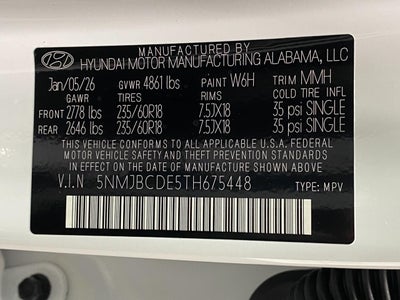 MANUFACTURED BY
HYUNDAI MOTOR MANUFACTURING ALABAMA, LLC
Jan/05/26 GVWR 4861 lbs PAINT W6H TRIM MMH
GAWR TIRES RIMS COLD TIRE INFL
FRONT 2778 lbs 235/60R18 7.5JX18 35 psi SINGLE
REAR 2646 lbs 235/60R18 7.5JX18 35 psi SINGLE
THIS VEHICLE CONFORMS TO ALL APPLICABLE U.S. FEDERAL
MOTOR VEHICLE SAFETY, BUMPER, AND THEFT PREVENTION STANDARDS
IN EFFECT ON THE DATE OF MANUFACTURE SHOWN ABOVE.
V.I.N 5NMJBCDE5TH675448 TYPE: MPV